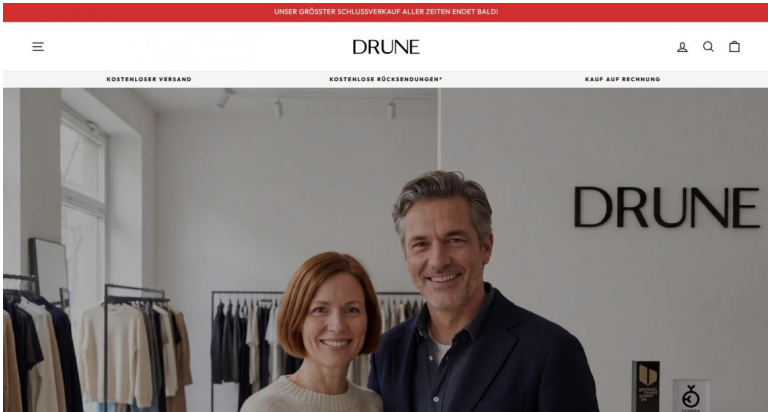 UNSER GRÖSSTER SCHLUSSVERKAUF ALLER ZEITEN ENDET BALD!
DRUNE
KOSTENLOSER VERSAND
KOSTENLOSE RÜCKSENDUNGEN*
KAUF AUF RECHNUNG
DRUNE